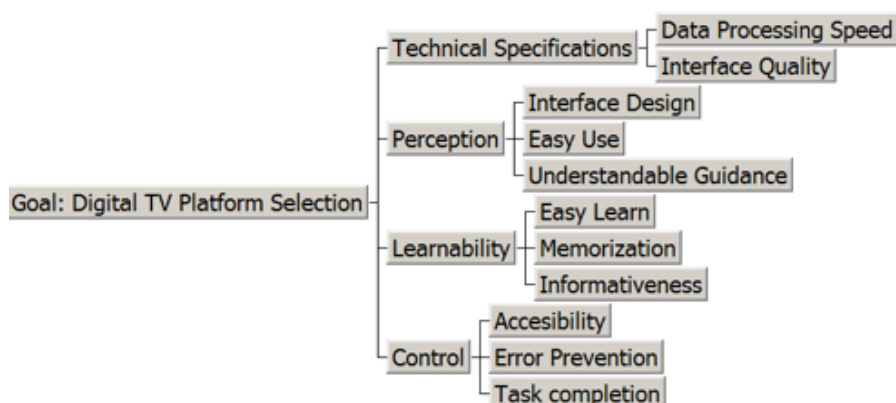 Goal: Digital TV Platform Selection
Technical Specifications
Data Processing Speed
Interface Quality
Perception
Interface Design
Easy Use
Understandable Guidance
Learnability
Easy Learn
Memorization
Informativeness
Control
Accesibility
Error Prevention
Task completion